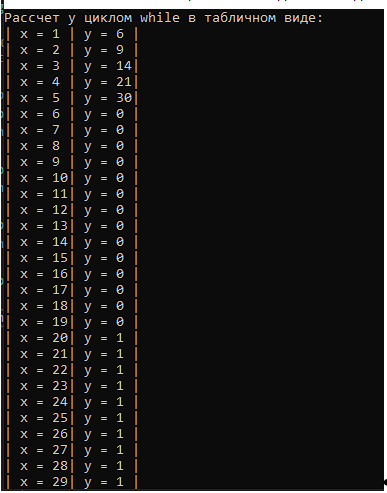 Рассчет y циклом while в табличном виде:
| x = 1 | y = 6 |
| x = 2 | y = 9 |
| x = 3 | y = 14|
| x = 4 | y = 21|
| x = 5 | y = 30|
| x = 6 | y = 0 |
| x = 7 | y = 0 |
| x = 8 | y = 0 |
| x = 9 | y = 0 |
| x = 10| y = 0 |
| x = 11| y = 0 |
| x = 12| y = 0 |
| x = 13| y = 0 |
| x = 14| y = 0 |
| x = 15| y = 0 |
| x = 16| y = 0 |
| x = 17| y = 0 |
| x = 18| y = 0 |
| x = 19| y = 0 |
| x = 20| y = 1 |
| x = 21| y = 1 |
| x = 22| y = 1 |
| x = 23| y = 1 |
| x = 24| y = 1 |
| x = 25| y = 1 |
| x = 26| y = 1 |
| x = 27| y = 1 |
| x = 28| y = 1 |
| x = 29| y = 1 |